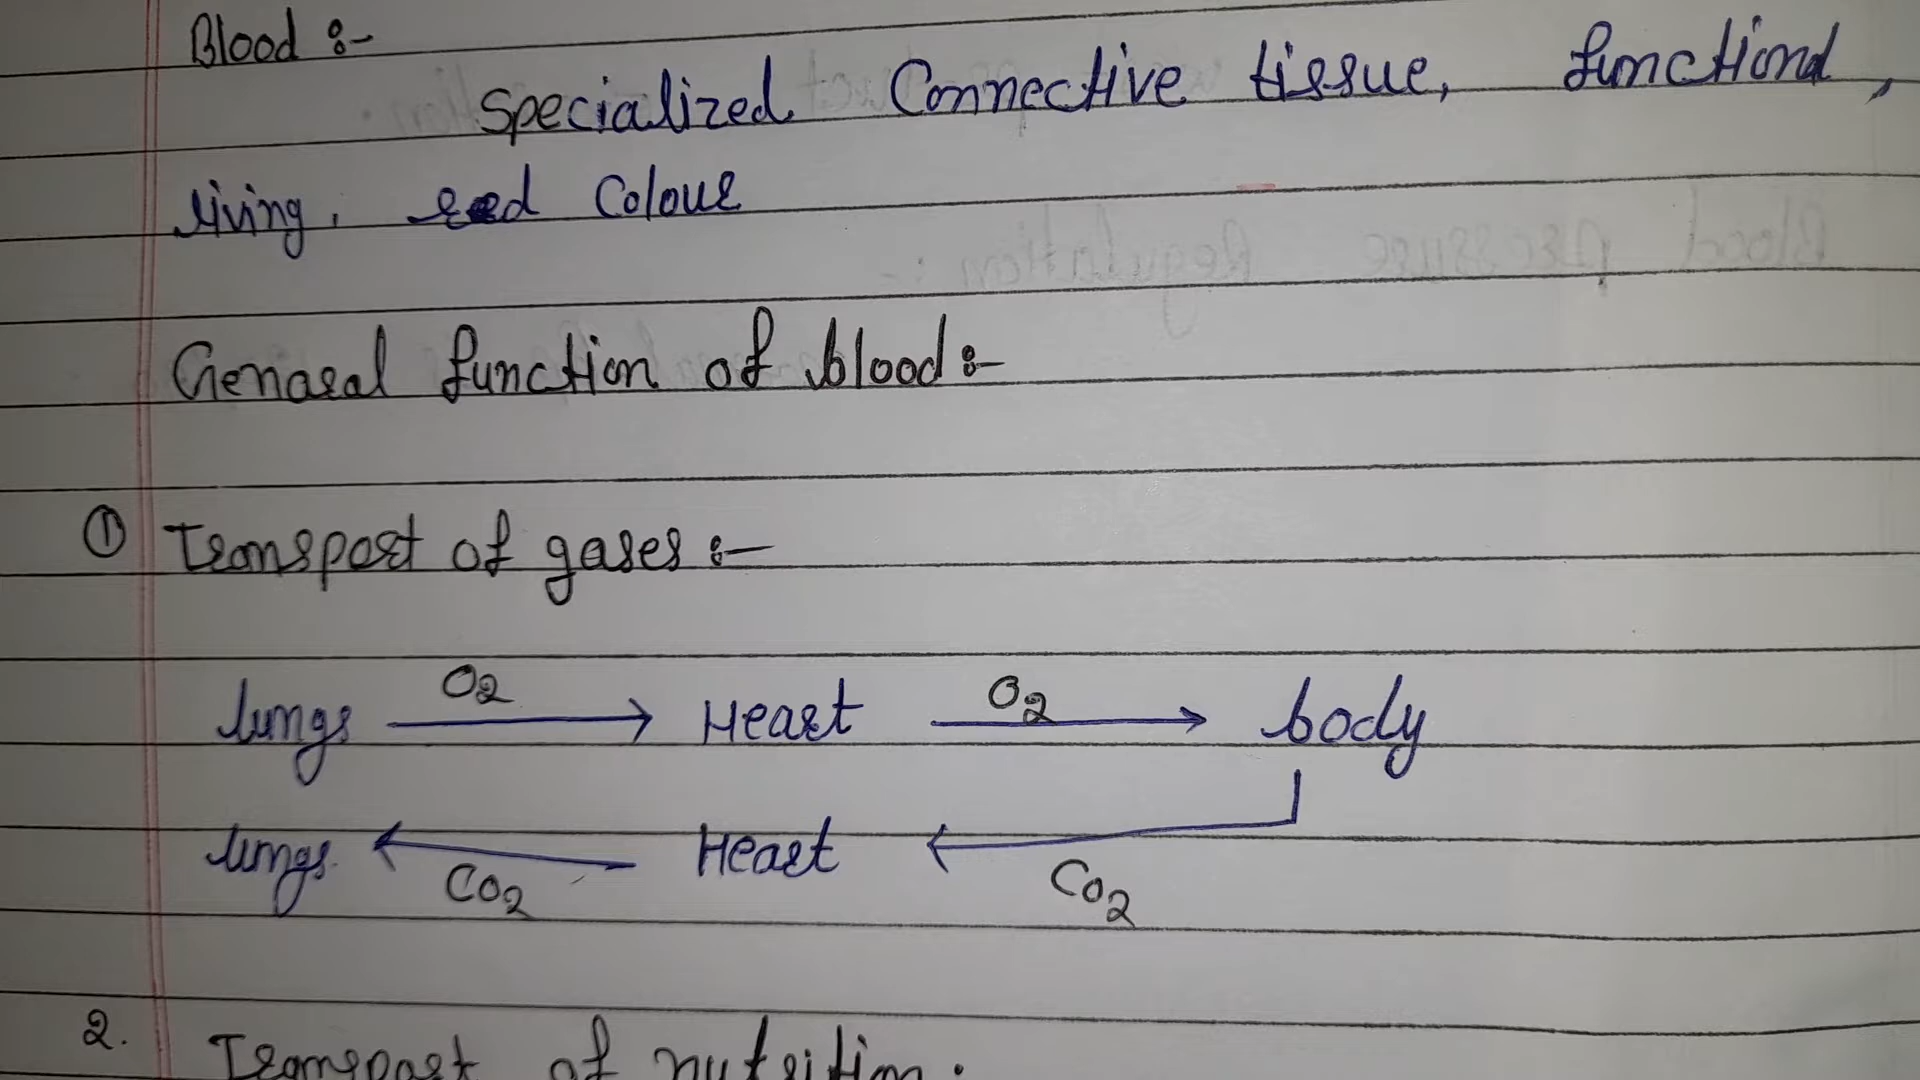 Blood :-
Specialized Connective tissue, functional,
living, red Colour
Genaral function of blood :-
① Transport of gases :-
lungs O2 → Heart O2 → body
lungs ← CO2 Heart ← CO2
2. Transport of nutrition.